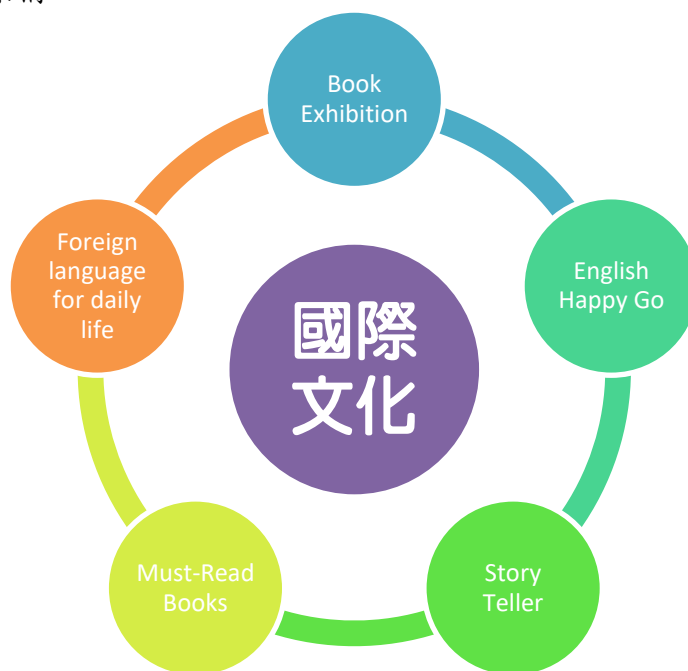 Book
Exhibition
English
Happy Go
Story
Teller
Must-Read
Books
Foreign
language
for daily
life
國際
文化